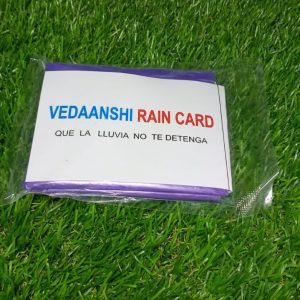 VEDAANSHI RAIN CARD
QUE LA LLUVIA NO TE DETENGA